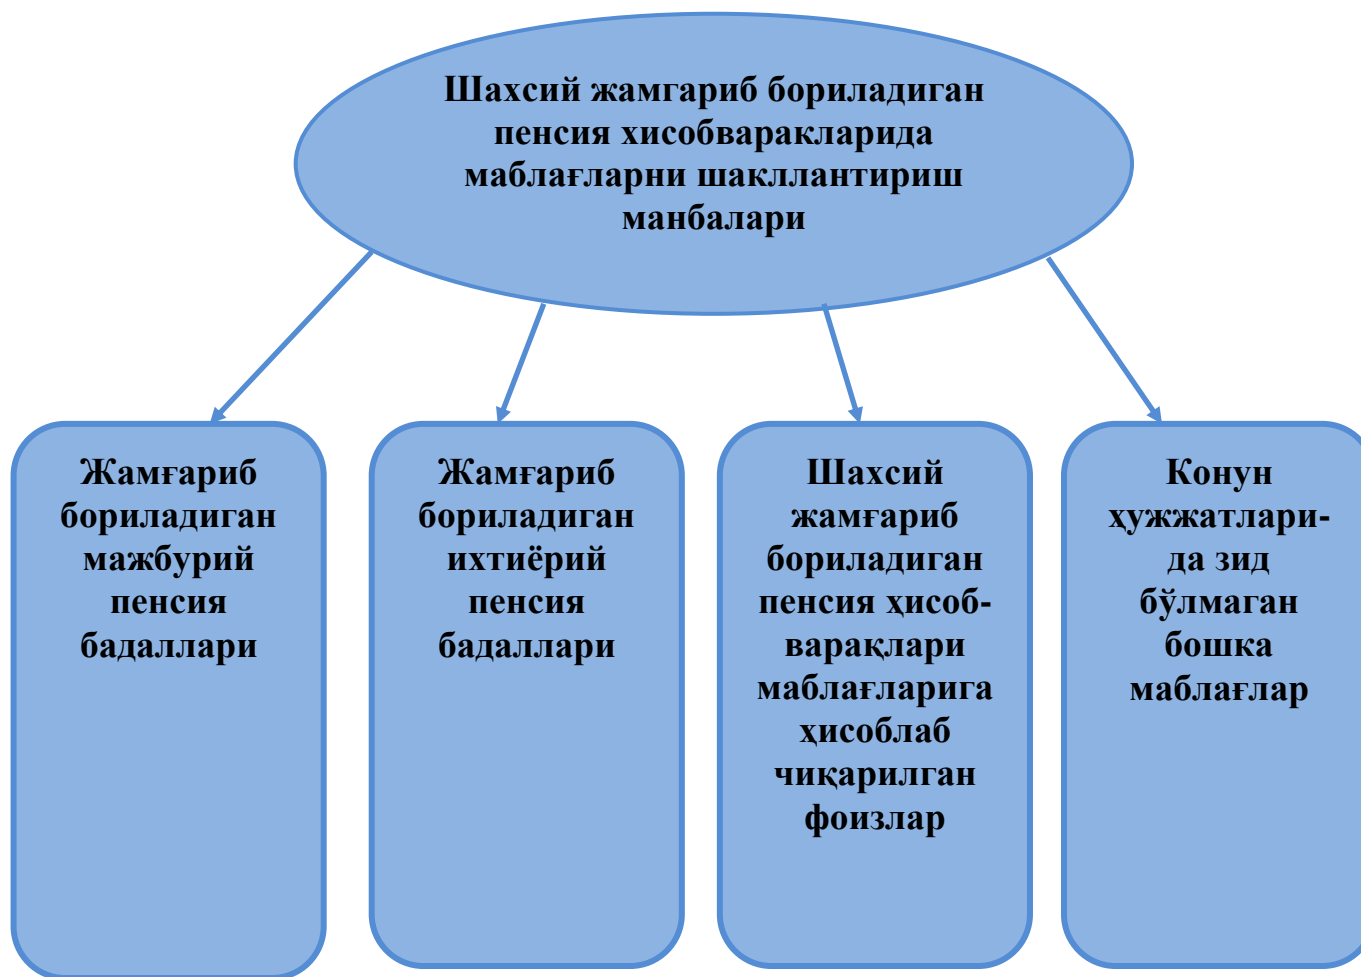 Шахсий жамгариб бориладиган
пенсия хисобваракларида
маблағларни шакллантириш
манбалари
Жамғариб
бориладиган
мажбурий
пенсия
бадаллари
Жамғариб
бориладиган
ихтиёрий
пенсия
бадаллари
Шахсий
жамғариб
бориладиган
пенсия ҳисоб-
варақлари
маблағларига
ҳисоблаб
чиқарилган
фоизлар
Конун
ҳужжатлари-
да зид
бўлмаган
бошка
маблағлар